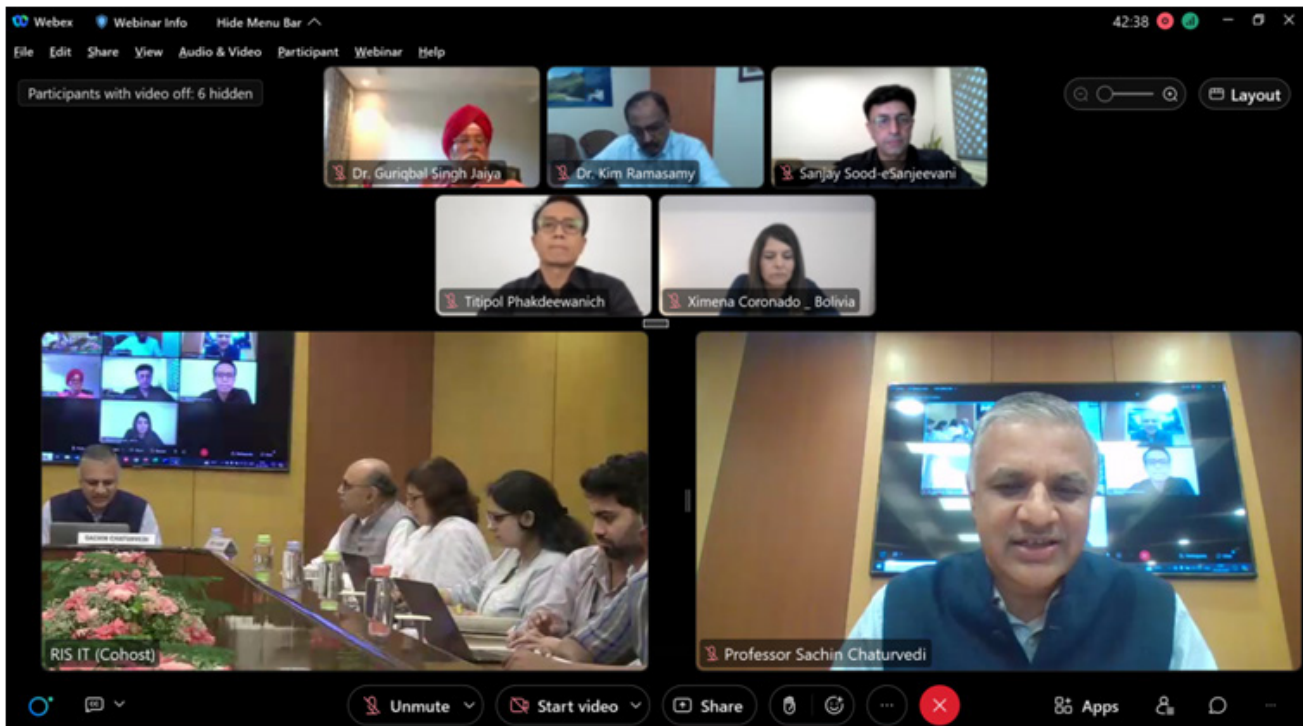 Webex
Webinar Info
Hide Menu Bar
42:38
File Edit Share View Audio & Video Participant Webinar Help
Participants with video off: 6 hidden
Layout
Dr. Guriqbal Singh Jaiya
Dr. Kim Ramasamy
Sanjay Sood-eSanjeevani
Titipol Phakdeewanich
Ximena Coronado _ Bolivia
SACHIN CHATURVEDI
RIS IT (Cohost)
Professor Sachin Chaturvedi
Unmute
Start video
Share
Apps